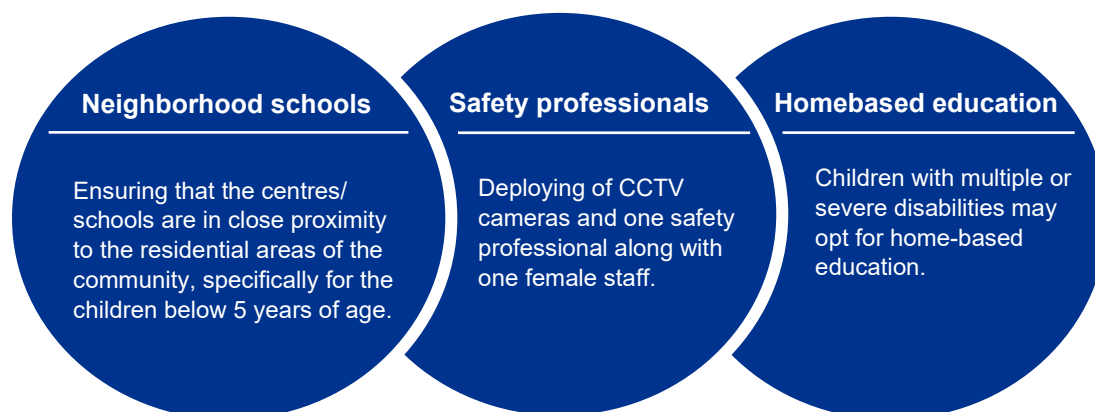 Neighborhood schools
Ensuring that the centres/
schools are in close proximity
to the residential areas of the
community, specifically for the
children below 5 years of age.
Safety professionals
Deploying of CCTV
cameras and one safety
professional along with
one female staff.
Homebased education
Children with multiple or
severe disabilities may
opt for home-based
education.